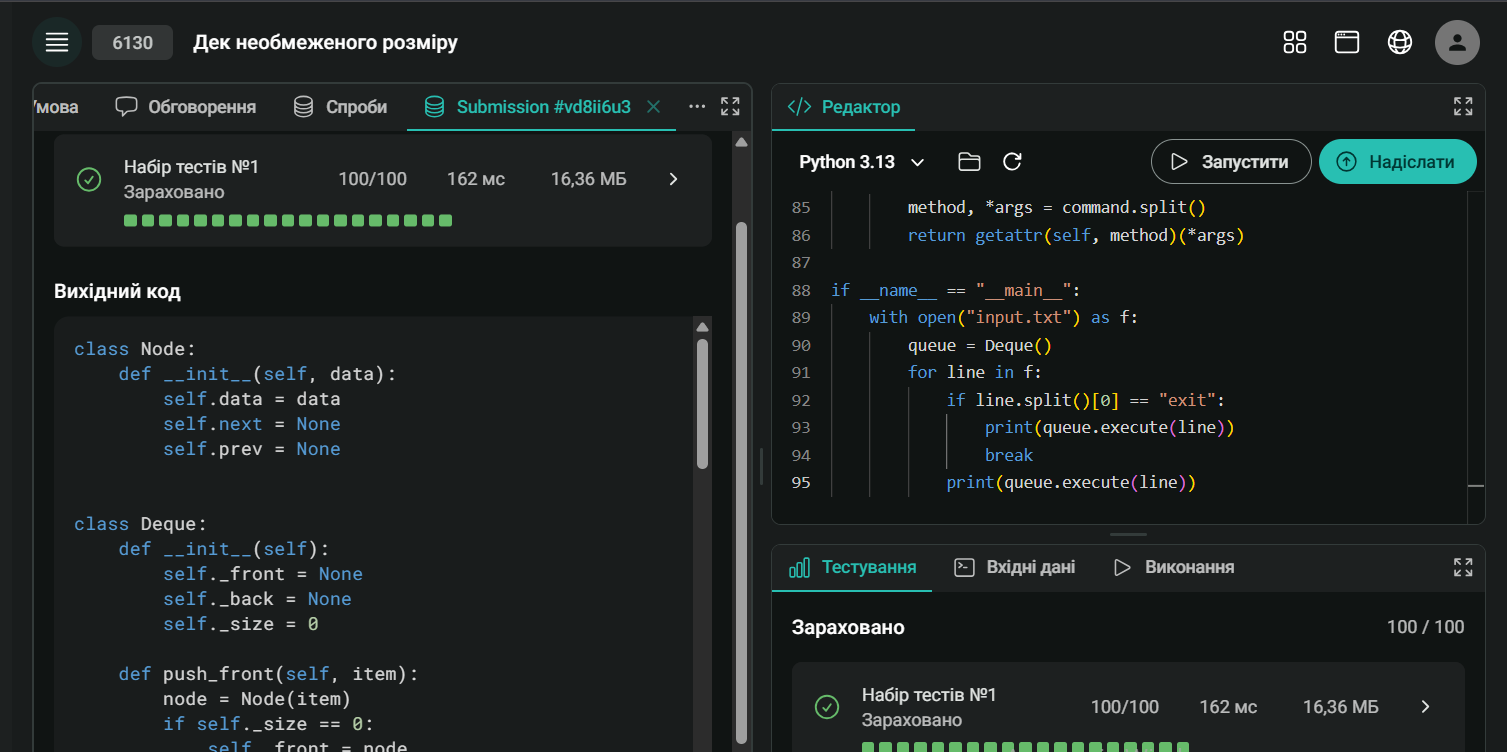 6130 Дек необмеженого розміру
Умова Обговорення Спроби Submission #vd8ii6u3
Набір тестів №1
Зараховано
100/100 162 мс 16,36 МБ
Вихідний код
class Node:
    def __init__(self, data):
        self.data = data
        self.next = None
        self.prev = None
class Deque:
    def __init__(self):
        self._front = None
        self._back = None
        self._size = 0
    def push_front(self, item):
        node = Node(item)
        if self._size == 0:
            self._front = node
</> Редактор
Python 3.13 Запустити Надіслати
85         method, *args = command.split()
86         return getattr(self, method)(*args)
87
88 if __name__ == "__main__":
89     with open("input.txt") as f:
90         queue = Deque()
91         for line in f:
92             if line.split()[0] == "exit":
93                 print(queue.execute(line))
94                 break
95             print(queue.execute(line))
Тестування Вхідні дані Виконання
Зараховано 100 / 100
Набір тестів №1
Зараховано
100/100 162 мс 16,36 МБ